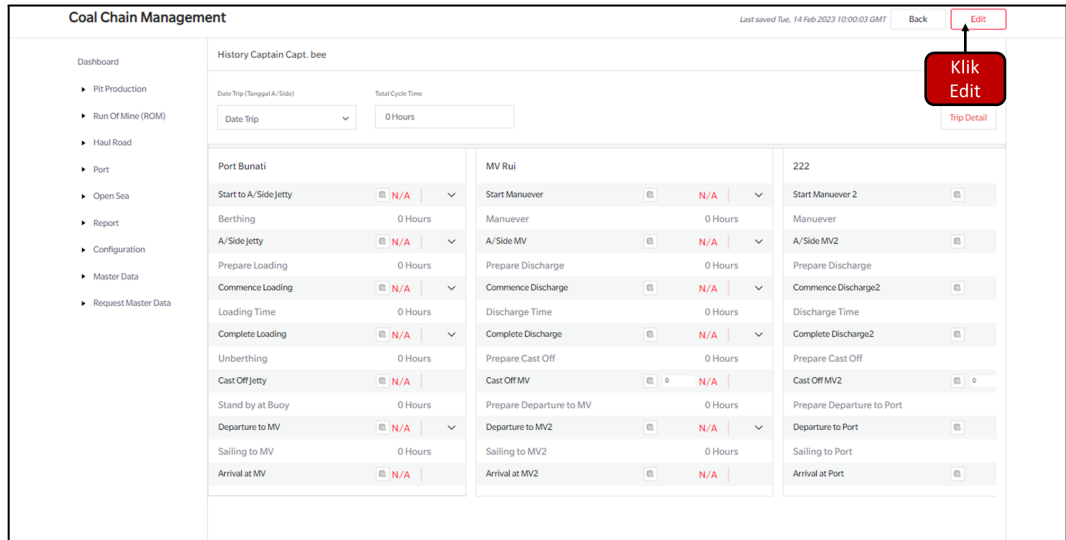 Coal Chain Management
Last saved Tue, 14 Feb 2023 10:00:03 GMT Back Edit
Klik
Edit
Dashboard
Pit Production
Run Of Mine (ROM)
Haul Road
Port
Open Sea
Report
Configuration
Master Data
Request Master Data
History Captain Capt. bee
Date Trip (Tanggal A/Side) Total Cycle Time
Date Trip 0 Hours Trip Detail
Port Bunati
Start to A/Side Jetty N/A
Berthing 0 Hours
A/Side Jetty N/A
Prepare Loading 0 Hours
Commence Loading N/A
Loading Time 0 Hours
Complete Loading N/A
Unberthing 0 Hours
Cast Off Jetty N/A
Stand by at Buoy 0 Hours
Departure to MV N/A
Sailing to MV 0 Hours
Arrival at MV N/A
MV Rui
Start Manuever N/A
Manuever 0 Hours
A/Side MV N/A
Prepare Discharge 0 Hours
Commence Discharge N/A
Discharge Time 0 Hours
Complete Discharge N/A
Prepare Cast Off 0 Hours
Cast Off MV 0 N/A
Prepare Departure to MV 0 Hours
Departure to MV2 N/A
Sailing to MV2 0 Hours
Arrival at MV2 N/A
222
Start Manuever 2
Manuever
A/Side MV2
Prepare Discharge
Commence Discharge2
Discharge Time
Complete Discharge2
Prepare Cast Off
Cast Off MV2 0
Prepare Departure to Port
Departure to Port
Sailing to Port
Arrival at Port